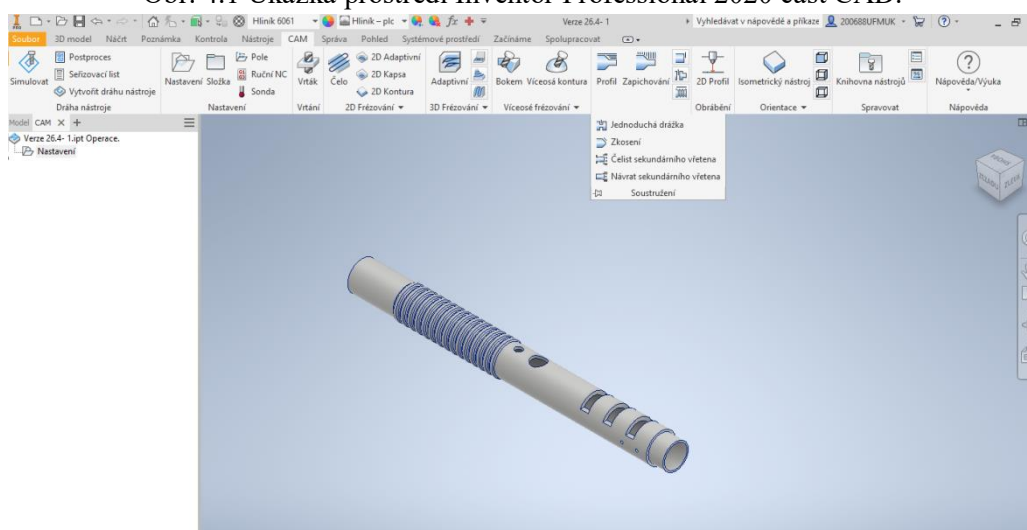 Obr. 4.1 Ukázka prostředí Inventor Professional 2020 část CAD.
Hliník 6061 Hliník – plc fx Verze 26.4- 1 Vyhledávat v nápovědě a příkaze 200688UFMUK
Soubor 3D model Náčrt Poznámka Kontrola Nástroje CAM Správa Pohled Systémové prostředí Začínáme Spolupracovat
Simulovat
Postproces
Seřizovací list
Vytvořit dráhu nástroje
Dráha nástroje
Nastavení Složka
Pole
Ruční NC
Sonda
Nastavení
Vrták
Vrtání
Čelo
2D Adaptivní
2D Kapsa
2D Kontura
2D Frézování
Adaptivní
3D Frézování
Bokem Víceosá kontura
Víceosé frézování
Profil Zapichování
2D Profil
Obrábění
Isometrický nástroj
Orientace
Knihovna nástrojů
Spravovat
Nápověda/Výuka
Nápověda
Jednoduchá drážka
Zkosení
Čelist sekundárního vřetena
Návrat sekundárního vřetena
Soustružení
Model CAM X +
Verze 26.4- 1.ipt Operace.
Nastavení